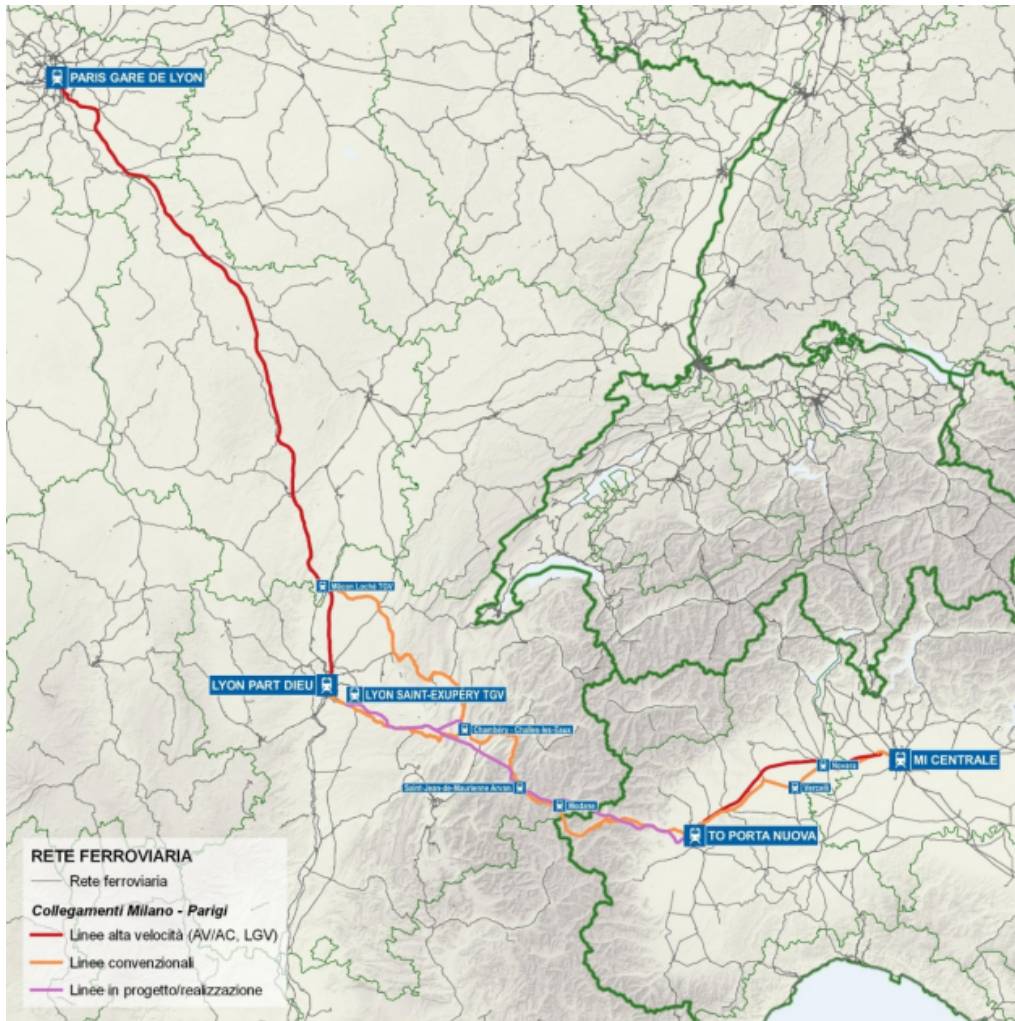 PARIS GARE DE LYON
Mâcon Loché TGV
LYON PART DIEU
LYON SAINT-EXUPÉRY TGV
Chambéry - Challes-les-Eaux
Saint-Jean-de-Maurienne Arvan
Modane
Novara
MI CENTRALE
Vercelli
TO PORTA NUOVA
RETE FERROVIARIA
Rete ferroviaria
Collegamenti Milano - Parigi
Linee alta velocità (AV/AC, LGV)
Linee convenzionali
Linee in progetto/realizzazione